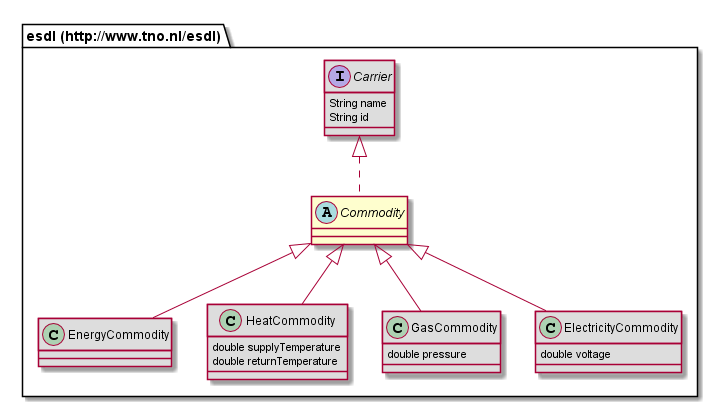 esdl (http://www.tno.nl/esdl)
I Carrier
String name
String id
A Commodity
C EnergyCommodity
C HeatCommodity
double supplyTemperature
double returnTemperature
C GasCommodity
double pressure
C ElectricityCommodity
double voltage